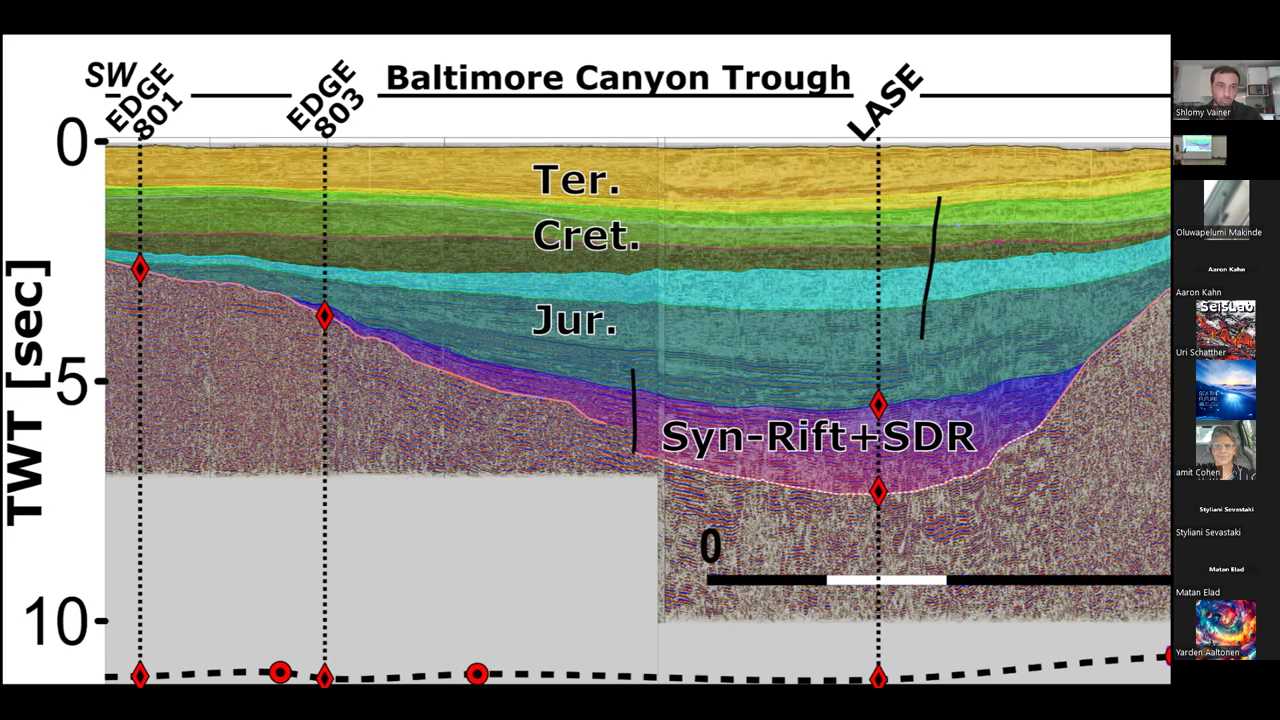 SW
EDGE
801
EDGE
803
Baltimore Canyon Trough
LASE
0
5
10
TWT [sec]
Ter.
Cret.
Jur.
Syn-Rift+SDR
0
Shlomy Vainer
Oluwapelumi Makinde
Aaron Kahn
Aaron Kahn
SeisLab
Uri Schattner
amit Cohen
Styliani Sevastaki
Styliani Sevastaki
Matan Elad
Matan Elad
Yarden Aaltonen